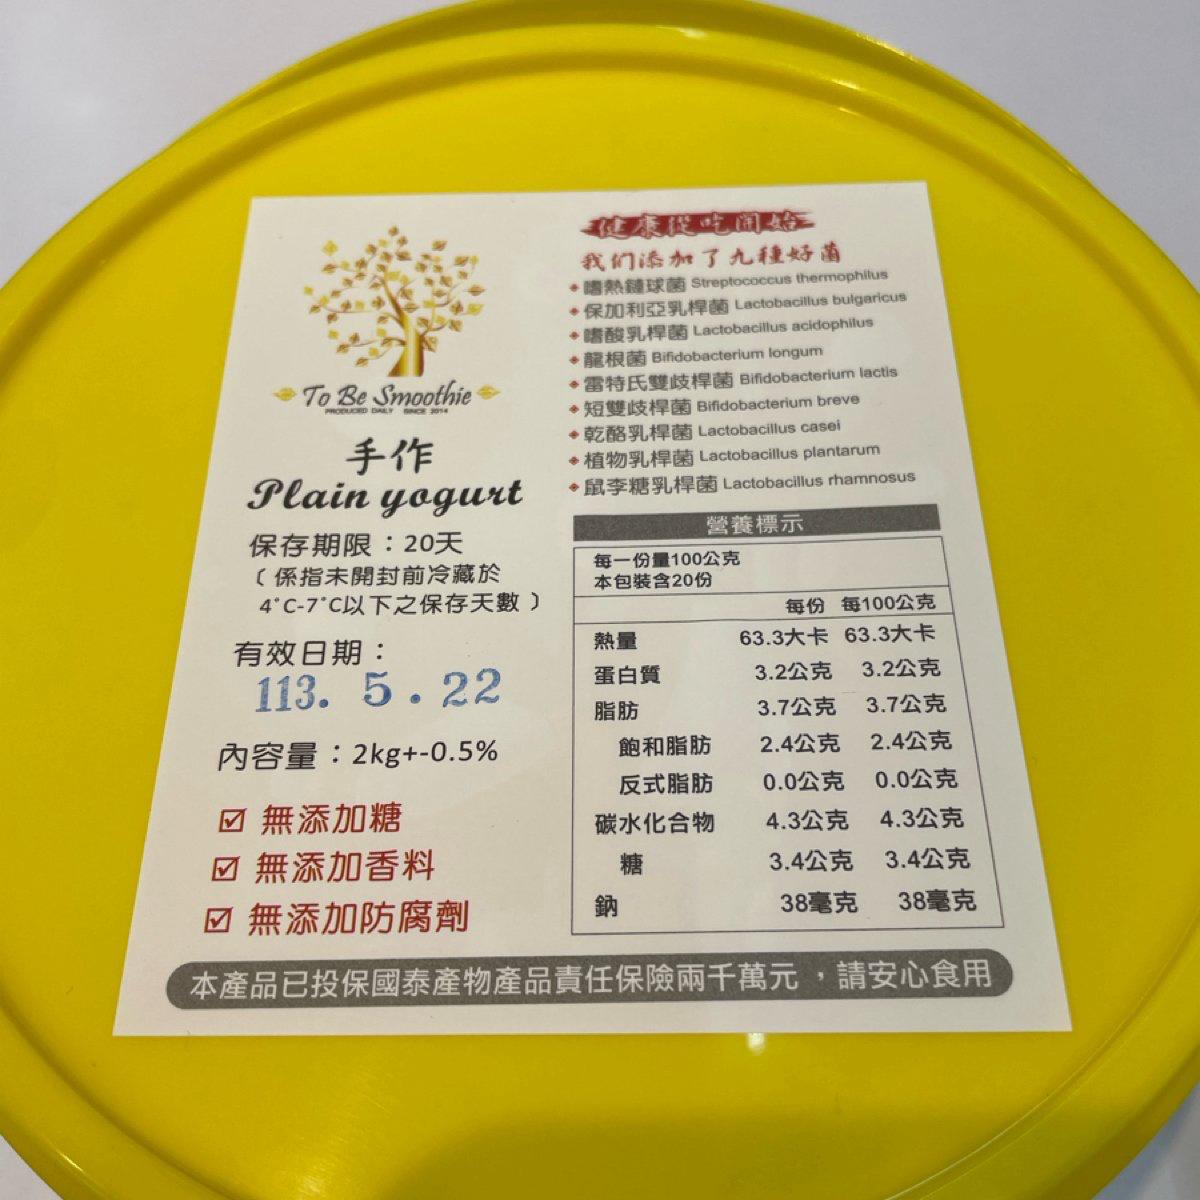 To Be Smoothie
PRODUCED DAILY SINCE 2014
手作
Plain yogurt
保存期限：20天
（係指未開封前冷藏於
4°C-7°C以下之保存天數）
有效日期：
113. 5 . 22
內容量：2kg+-0.5%
☑ 無添加糖
☑ 無添加香料
☑ 無添加防腐劑
健康從吃開始
我们添加了九種好菌
嗜熱鏈球菌 Streptococcus thermophilus
保加利亞乳桿菌 Lactobacillus bulgaricus
嗜酸乳桿菌 Lactobacillus acidophilus
龍根菌 Bifidobacterium longum
雷特氏雙歧桿菌 Bifidobacterium lactis
短雙歧桿菌 Bifidobacterium breve
乾酪乳桿菌 Lactobacillus casei
植物乳桿菌 Lactobacillus plantarum
鼠李糖乳桿菌 Lactobacillus rhamnosus
營養標示
每一份量100公克
本包裝含20份
每份 每100公克
熱量 63.3大卡 63.3大卡
蛋白質 3.2公克 3.2公克
脂肪 3.7公克 3.7公克
飽和脂肪 2.4公克 2.4公克
反式脂肪 0.0公克 0.0公克
碳水化合物 4.3公克 4.3公克
糖 3.4公克 3.4公克
鈉 38毫克 38毫克
本產品已投保國泰產物產品責任保險兩千萬元，請安心食用